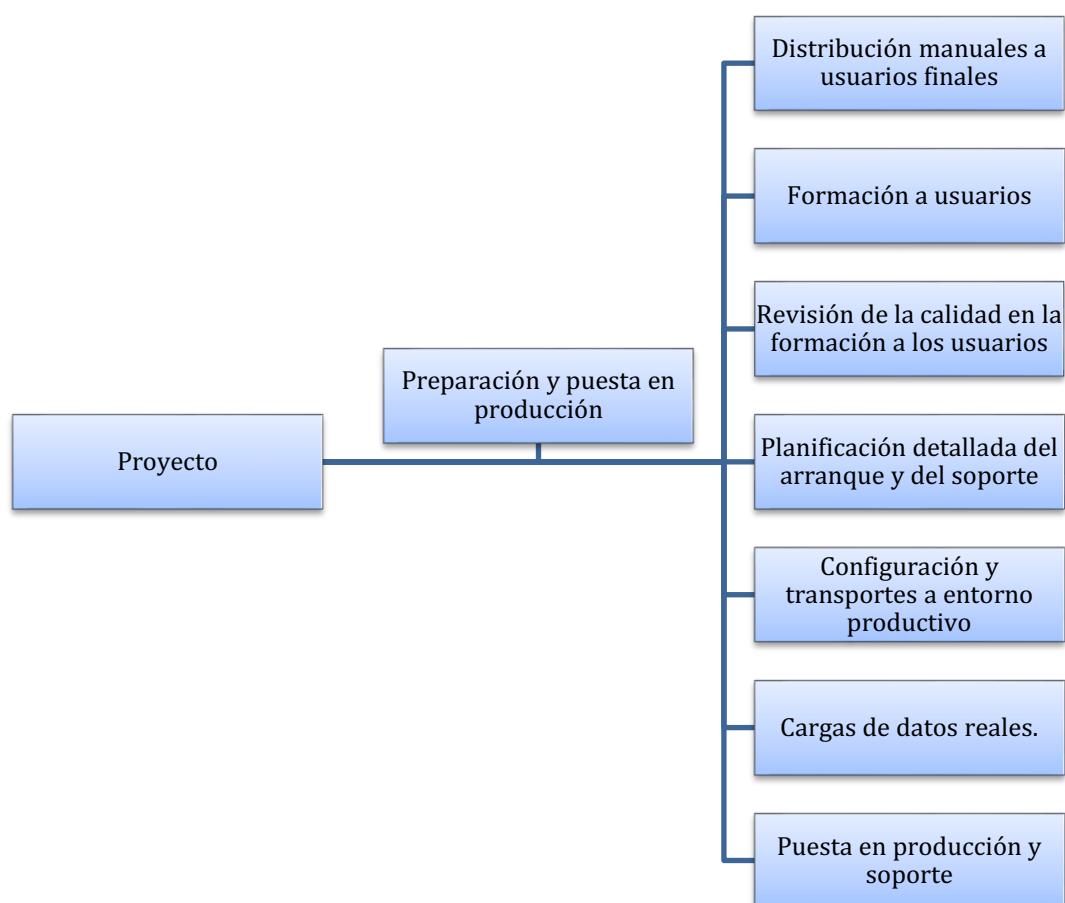 Distribución manuales a
usuarios finales
Formación a usuarios
Revisión de la calidad en la
formación a los usuarios
Preparación y puesta en
producción
Proyecto
Planificación detallada del
arranque y del soporte
Configuración y
transportes a entorno
productivo
Cargas de datos reales.
Puesta en producción y
soporte